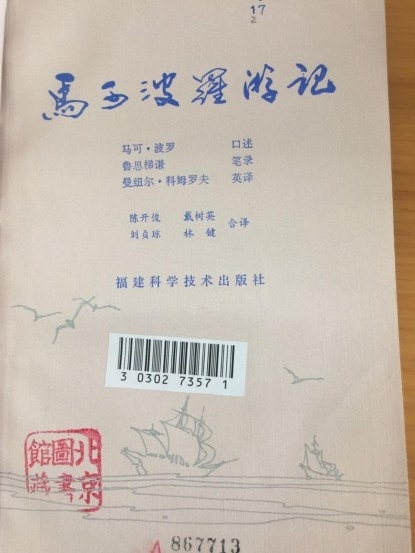 17
2
馬可波羅游记
马可·波罗 口述
鲁思梯谦 笔录
曼纽尔·科姆罗夫 英译
陈开俊 戴树英
刘贞琼 林键 合译
福建科学技术出版社
3 0302 7357 1
北京
圖書
館藏
867713